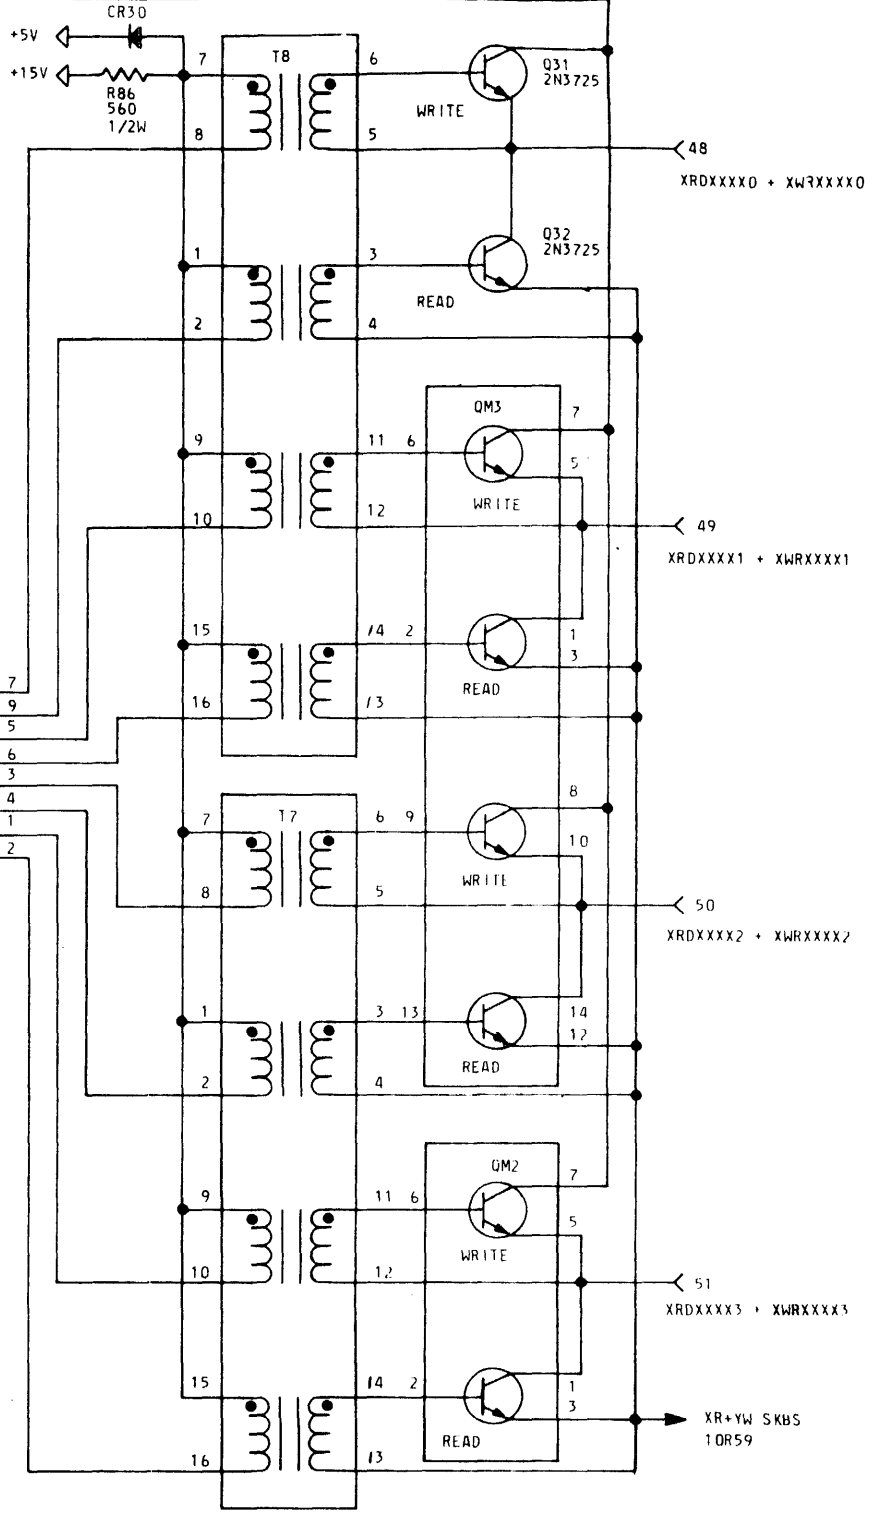 CR30
+5V
+15V
R86
560
1/2W
7
T8
6
Q31
2N3725
WRITE
8
5
48
XRDXXXX0 + XWRXXXX0
1
3
Q32
2N3725
READ
2
4
QM3
7
9
11 6
5
WRITE
10
12
49
XRDXXXX1 + XWRXXXX1
15
14 2
1
3
READ
16
13
7
9
5
6
3
4
1
2
T7
8
7
6 9
10
WRITE
8
5
50
XRDXXXX2 + XWRXXXX2
1
3 13
14
12
READ
2
4
QM2
7
9
11 6
5
WRITE
10
12
51
XRDXXXX3 + XWRXXXX3
15
14 2
1
3
XR+YW SKBS
10R59
READ
16
13